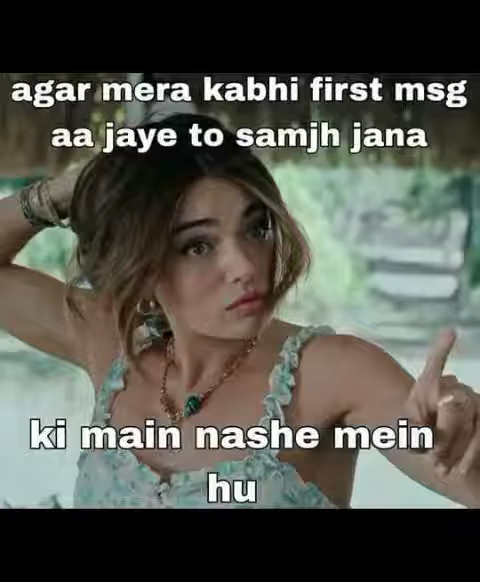 agar mera kabhi first msg
aa jaye to samjh jana
ki main nashe mein
hu